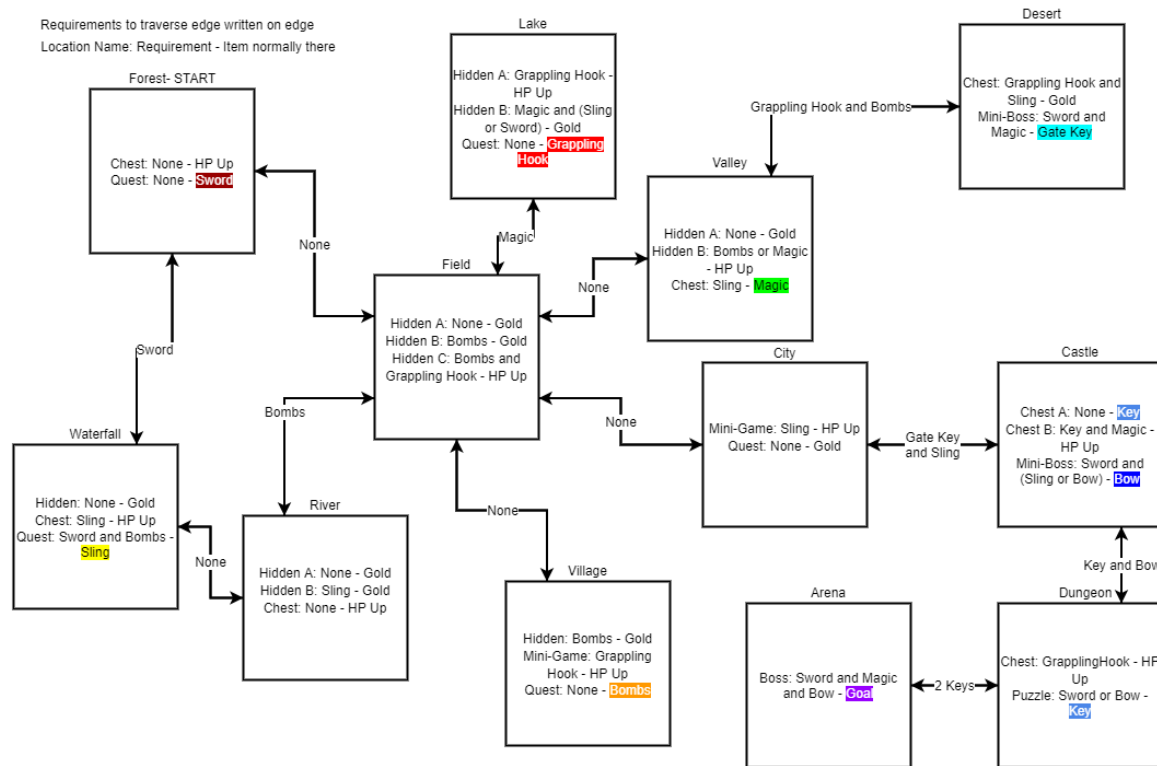 Requirements to traverse edge written on edge
Location Name: Requirement - Item normally there
Forest- START
Chest: None - HP Up
Quest: None - Sword
Lake
Hidden A: Grappling Hook -
HP Up
Hidden B: Magic and (Sling
or Sword) - Gold
Quest: None - Grappling
Hook
Desert
Chest: Grappling Hook and
Sling - Gold
Mini-Boss: Sword and
Magic - Gate Key
Grappling Hook and Bombs
Valley
Hidden A: None - Gold
Hidden B: Bombs or Magic
- HP Up
Chest: Sling - Magic
None
Magic
None
Field
Hidden A: None - Gold
Hidden B: Bombs - Gold
Hidden C: Bombs and
Grappling Hook - HP Up
Sword
Bombs
None
City
Mini-Game: Sling - HP Up
Quest: None - Gold
Gate Key
and Sling
Castle
Chest A: None - Key
Chest B: Key and Magic -
HP Up
Mini-Boss: Sword and
(Sling or Bow) - Bow
Waterfall
Hidden: None - Gold
Chest: Sling - HP Up
Quest: Sword and Bombs -
Sling
None
River
Hidden A: None - Gold
Hidden B: Sling - Gold
Chest: None - HP Up
None
Village
Hidden: Bombs - Gold
Mini-Game: Grappling
Hook - HP Up
Quest: None - Bombs
Key and Bow
Arena
Boss: Sword and Magic
and Bow - Goal
2 Keys
Dungeon
Chest: GrapplingHook - HP
Up
Puzzle: Sword or Bow -
Key